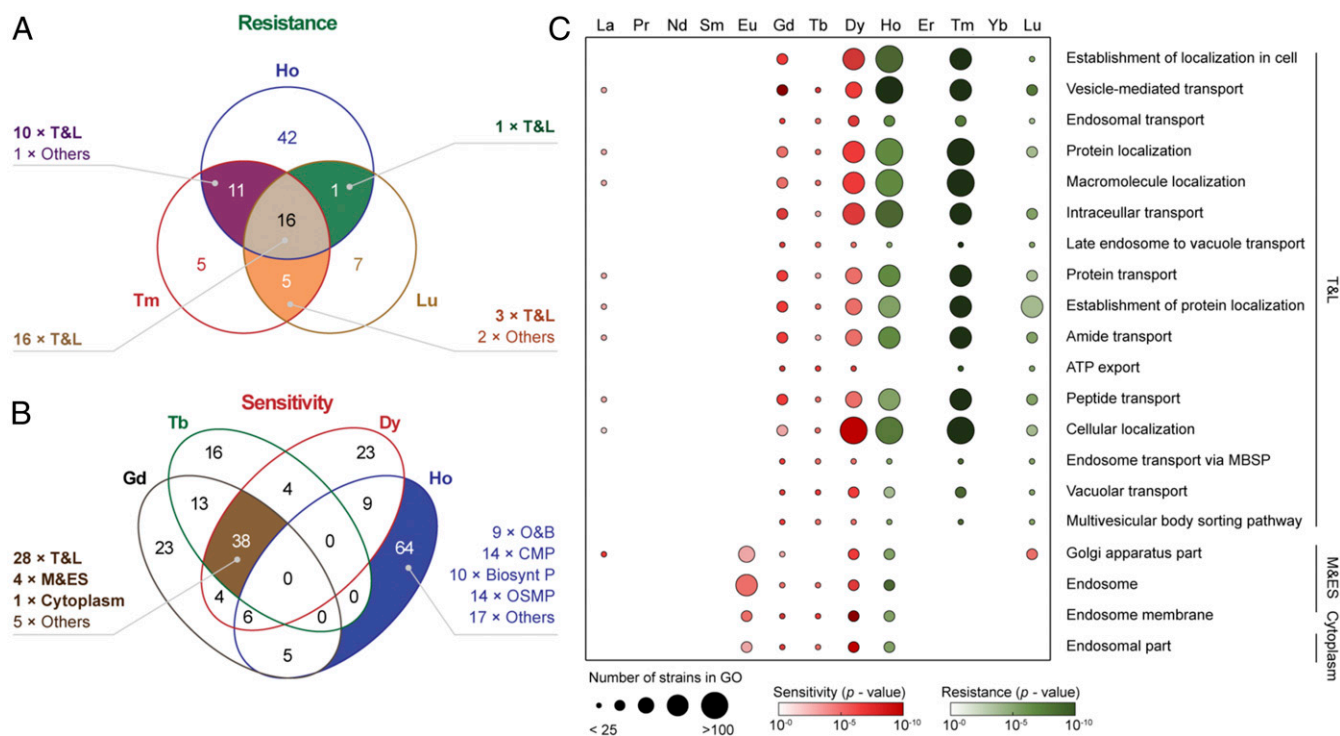 A
Resistance
Ho
42
10 × T&L
1 × Others
1 × T&L
11
1
16
5
5
7
Tm
Lu
16 × T&L
3 × T&L
2 × Others
B
Sensitivity
Tb
Dy
Gd
Ho
16
23
4
13
9
23
38
0
64
0
4
0
6
0
5
28 × T&L
4 × M&ES
1 × Cytoplasm
5 × Others
9 × O&B
14 × CMP
10 × Biosynt P
14 × OSMP
17 × Others
C
La Pr Nd Sm Eu Gd Tb Dy Ho Er Tm Yb Lu
Establishment of localization in cell
Vesicle-mediated transport
Endosomal transport
Protein localization
Macromolecule localization
Intraceullar transport
Late endosome to vacuole transport
Protein transport
Establishment of protein localization
Amide transport
ATP export
Peptide transport
Cellular localization
Endosome transport via MBSP
Vacuolar transport
Multivesicular body sorting pathway
Golgi apparatus part
Endosome
Endosome membrane
Endosomal part
T&L
M&ES
Cytoplasm
Number of strains in GO
< 25 >100
Sensitivity (p - value)
10⁻⁰ 10⁻⁵ 10⁻¹⁰
Resistance (p - value)
10⁻⁰ 10⁻⁵ 10⁻¹⁰